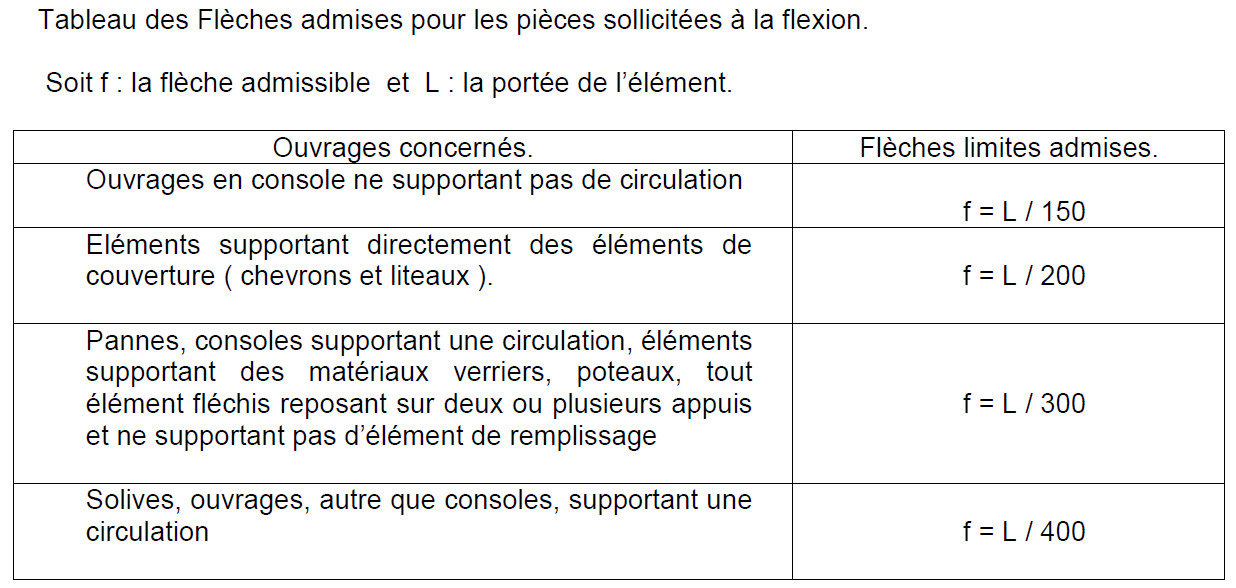 Tableau des Flèches admises pour les pièces sollicitées à la flexion.
Soit f : la flèche admissible et L : la portée de l’élément.
Ouvrages concernés.
Flèches limites admises.
Ouvrages en console ne supportant pas de circulation
f = L / 150
Eléments supportant directement des éléments de
couverture ( chevrons et liteaux ).
f = L / 200
Pannes, consoles supportant une circulation, éléments
supportant des matériaux verriers, poteaux, tout
élément fléchis reposant sur deux ou plusieurs appuis
et ne supportant pas d’élément de remplissage
f = L / 300
Solives, ouvrages, autre que consoles, supportant une
circulation
f = L / 400